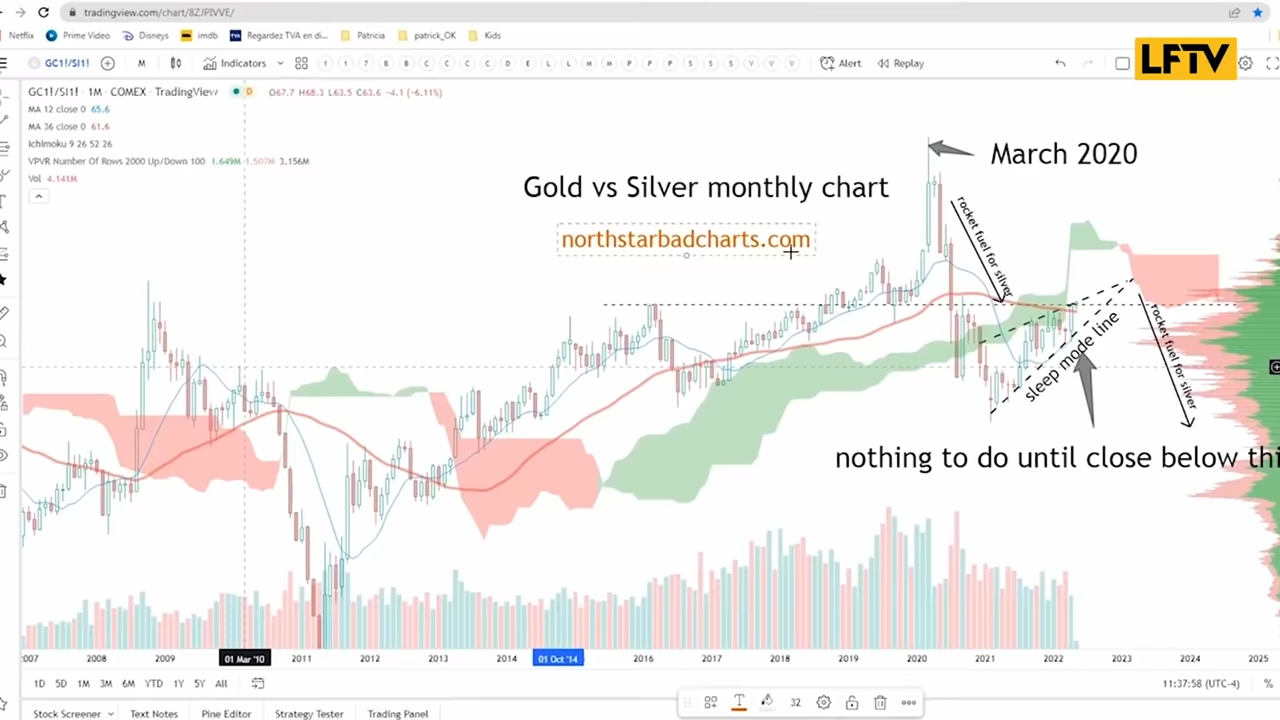 tradingview.com/chart/8ZJPIVVE/
Netflix Prime Video Disneys imdb Regardez TVA en di... Patricia patrick_OK Kids
GC1!/SI1! M Indicators 1 1 7 B B C C C D E L L M M P P P S S S V V V Alert Replay
LFTV
GC1!/SI1! · 1M · COMEX · TradingView D O67.7 H68.3 L63.5 C63.6 −4.1 (−6.11%)
MA 12 close 0 65.6
MA 36 close 0 61.6
Ichimoku 9 26 52 26
VPVR Number Of Rows 2000 Up/Down 100 1.649M 1.507M 3.156M
Vol 4.141M
March 2020
Gold vs Silver monthly chart
northstarbadcharts.com
rocket fuel for silver
rocket fuel for silver
sleep mode line
nothing to do until close below thi
2008 2009 01 Mar '10 2011 2012 2013 2014 01 Oct '14 2016 2017 2018 2019 2020 2021 2022 2023 2024 2025
1D 5D 1M 3M 6M YTD 1Y 5Y All 11:37:58 (UTC-4) %
32
Stock Screener Text Notes Pine Editor Strategy Tester Trading Panel